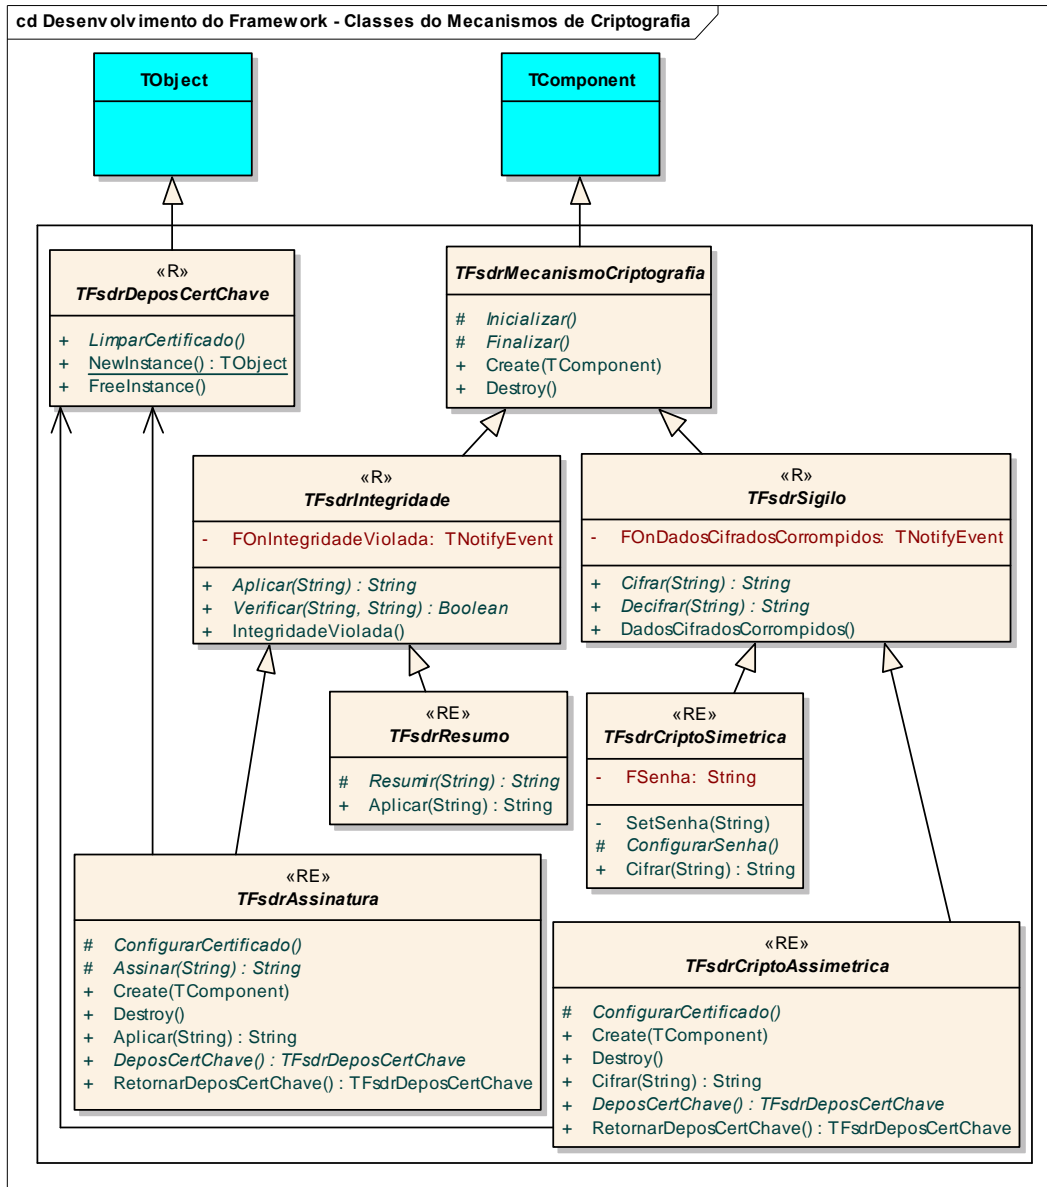 cd Desenvolvimento do Framework - Classes do Mecanismos de Criptografia
TObject
TComponent
«R»
TFsdrDeposCertChave
+ LimparCertificado()
+ NewInstance() : TObject
+ FreeInstance()
TFsdrMecanismoCriptografia
# Inicializar()
# Finalizar()
+ Create(TComponent)
+ Destroy()
«R»
TFsdrIntegridade
- FOnIntegridadeViolada: TNotifyEvent
+ Aplicar(String) : String
+ Verificar(String, String) : Boolean
+ IntegridadeViolada()
«R»
TFsdrSigilo
- FOnDadosCifradosCorrompidos: TNotifyEvent
+ Cifrar(String) : String
+ Decifrar(String) : String
+ DadosCifradosCorrompidos()
«RE»
TFsdrResumo
# Resumir(String) : String
+ Aplicar(String) : String
«RE»
TFsdrCriptoSimetrica
- FSenha: String
- SetSenha(String)
# ConfigurarSenha()
+ Cifrar(String) : String
«RE»
TFsdrAssinatura
# ConfigurarCertificado()
# Assinar(String) : String
+ Create(TComponent)
+ Destroy()
+ Aplicar(String) : String
+ DeposCertChave() : TFsdrDeposCertChave
+ RetornarDeposCertChave() : TFsdrDeposCertChave
«RE»
TFsdrCriptoAssimetrica
# ConfigurarCertificado()
+ Create(TComponent)
+ Destroy()
+ Cifrar(String) : String
+ DeposCertChave() : TFsdrDeposCertChave
+ RetornarDeposCertChave() : TFsdrDeposCertChave